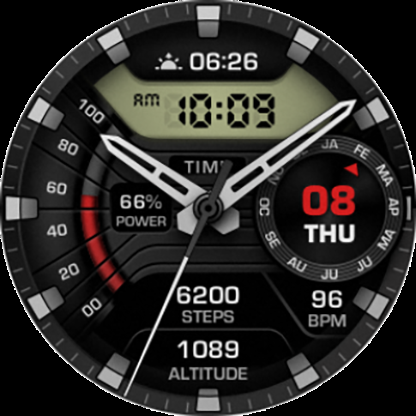 06:26
AM 10:09
100
80
60
40
20
00
TIME
66%
POWER
JA
FE
MA
AP
MA
JU
JU
AU
SE
OC
NO
08
THU
6200
STEPS
96
BPM
1089
ALTITUDE